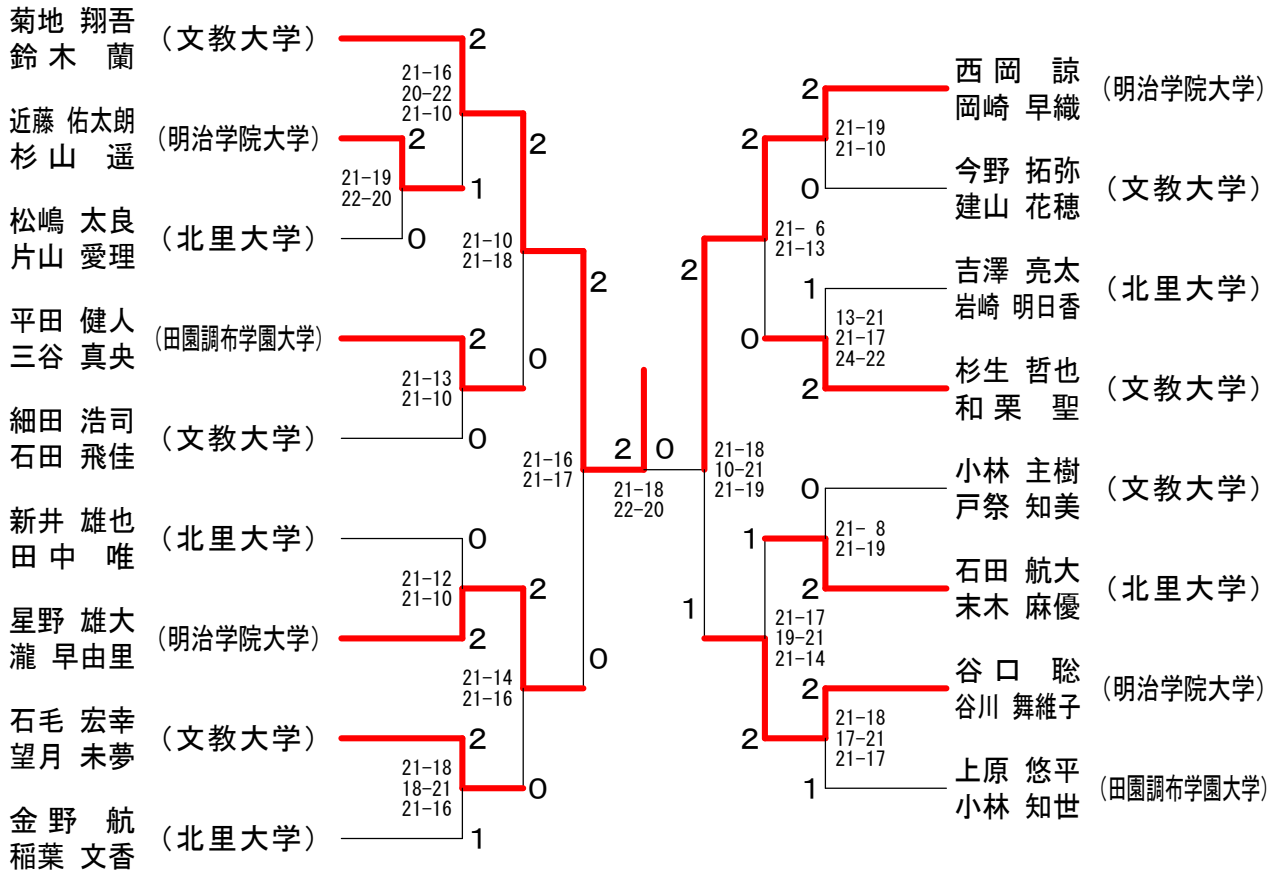 菊地 翔吾
鈴木 蘭
(文教大学)
2
21-16
20-22
21-10
近藤 佑太朗
杉山 遥
(明治学院大学)
2
21-19
22-20
1
松嶋 太良
片山 愛理
(北里大学)
0
2
21-10
21-18
平田 健人
三谷 真央
(田園調布学園大学)
2
21-13
21-10
0
細田 浩司
石田 飛佳
(文教大学)
0
2
21-16
21-17
新井 雄也
田中 唯
(北里大学)
0
21-12
21-10
2
星野 雄大
瀧 早由里
(明治学院大学)
2
21-14
21-16
0
石毛 宏幸
望月 未夢
(文教大学)
2
21-18
18-21
21-16
0
金野 航
稲葉 文香
(北里大学)
1
2 0
21-18
22-20
西岡 諒
岡崎 早織
(明治学院大学)
2
21-19
21-10
2
今野 拓弥
建山 花穂
(文教大学)
0
21- 6
21-13
2
吉澤 亮太
岩崎 明日香
(北里大学)
1
13-21
21-17
24-22
0
杉生 哲也
和栗 聖
(文教大学)
2
21-18
10-21
21-19
小林 主樹
戸祭 知美
(文教大学)
0
21- 8
21-19
1
石田 航大
末木 麻優
(北里大学)
2
21-17
19-21
21-14
1
谷口 聡
谷川 舞維子
(明治学院大学)
2
21-18
17-21
21-17
2
上原 悠平
小林 知世
(田園調布学園大学)
1